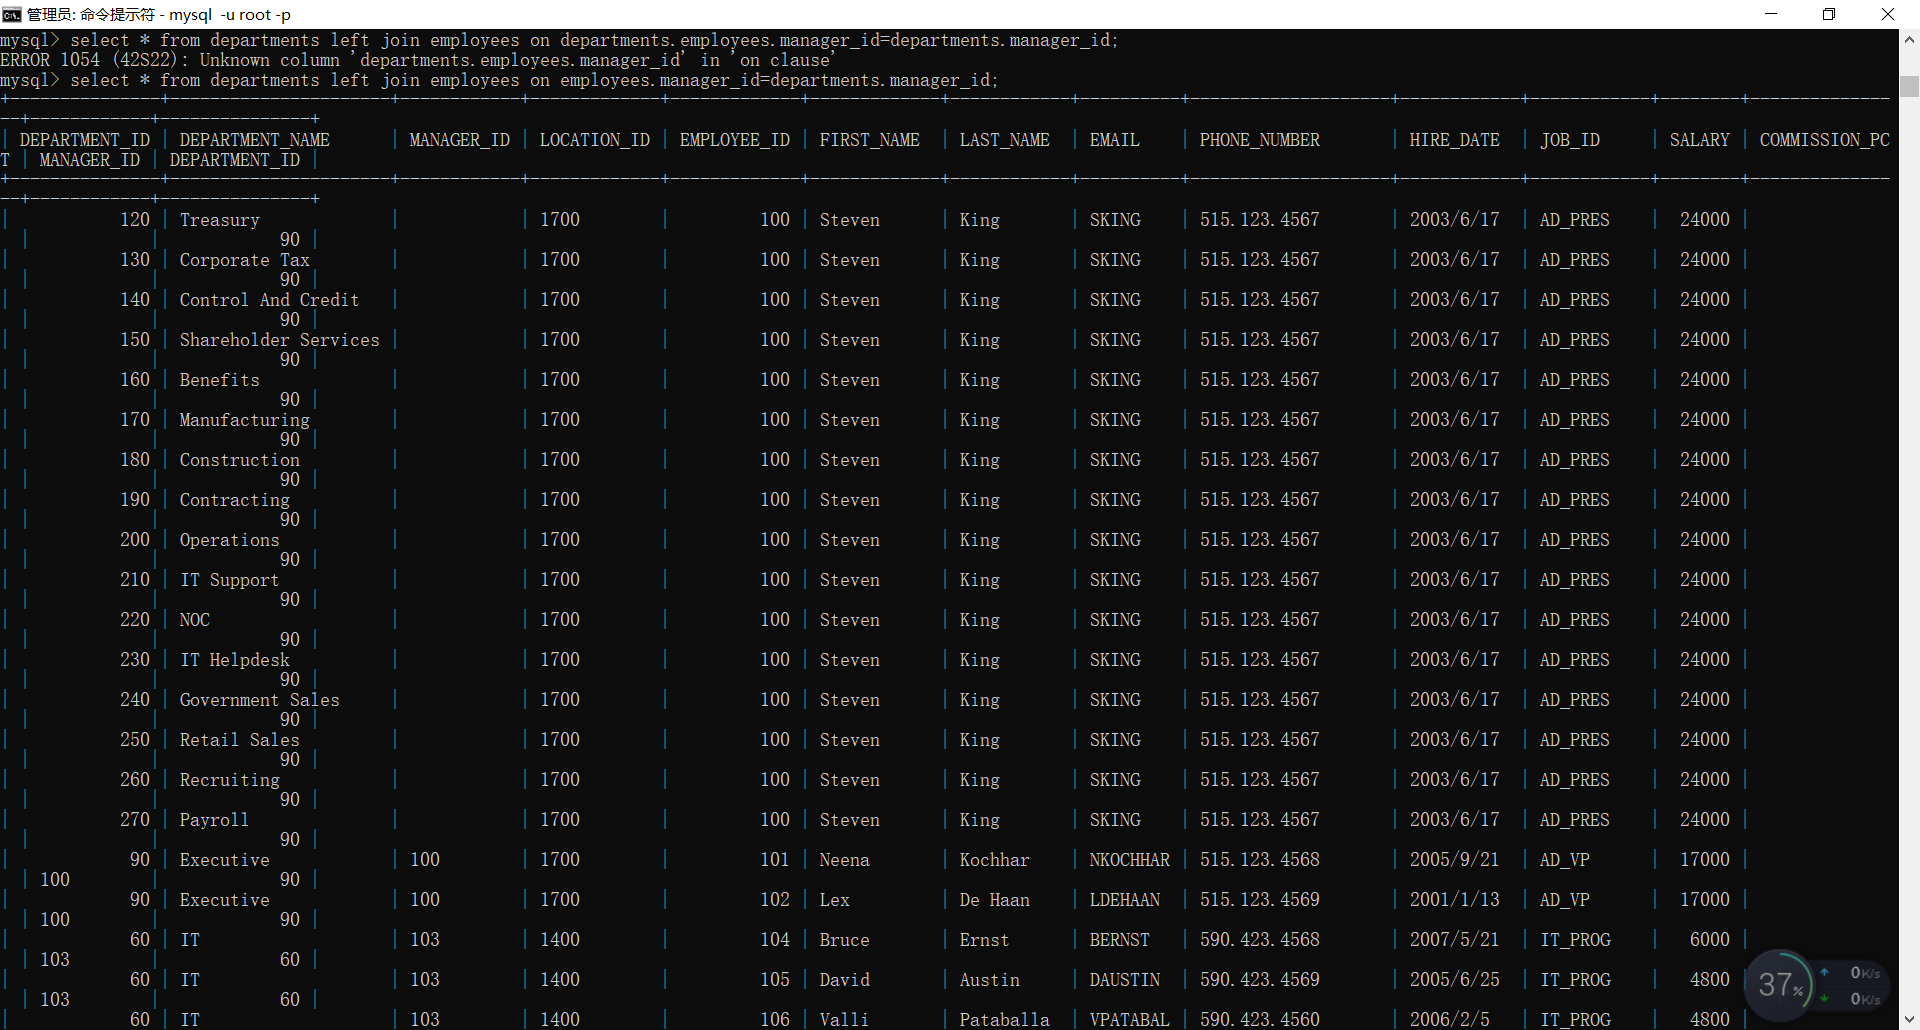 管理员: 命令提示符 - mysql  -u root -p
mysql> select * from departments left join employees on departments.employees.manager_id=departments.manager_id;
ERROR 1054 (42S22): Unknown column 'departments.employees.manager_id' in 'on clause'
mysql> select * from departments left join employees on employees.manager_id=departments.manager_id;
| DEPARTMENT_ID | DEPARTMENT_NAME | MANAGER_ID | LOCATION_ID | EMPLOYEE_ID | FIRST_NAME | LAST_NAME | EMAIL | PHONE_NUMBER | HIRE_DATE | JOB_ID | SALARY | COMMISSION_PC
T | MANAGER_ID | DEPARTMENT_ID |
| 120 | Treasury | | 1700 | 100 | Steven | King | SKING | 515.123.4567 | 2003/6/17 | AD_PRES | 24000 |
| | 90 |
| 130 | Corporate Tax | | 1700 | 100 | Steven | King | SKING | 515.123.4567 | 2003/6/17 | AD_PRES | 24000 |
| | 90 |
| 140 | Control And Credit | | 1700 | 100 | Steven | King | SKING | 515.123.4567 | 2003/6/17 | AD_PRES | 24000 |
| | 90 |
| 150 | Shareholder Services | | 1700 | 100 | Steven | King | SKING | 515.123.4567 | 2003/6/17 | AD_PRES | 24000 |
| | 90 |
| 160 | Benefits | | 1700 | 100 | Steven | King | SKING | 515.123.4567 | 2003/6/17 | AD_PRES | 24000 |
| | 90 |
| 170 | Manufacturing | | 1700 | 100 | Steven | King | SKING | 515.123.4567 | 2003/6/17 | AD_PRES | 24000 |
| | 90 |
| 180 | Construction | | 1700 | 100 | Steven | King | SKING | 515.123.4567 | 2003/6/17 | AD_PRES | 24000 |
| | 90 |
| 190 | Contracting | | 1700 | 100 | Steven | King | SKING | 515.123.4567 | 2003/6/17 | AD_PRES | 24000 |
| | 90 |
| 200 | Operations | | 1700 | 100 | Steven | King | SKING | 515.123.4567 | 2003/6/17 | AD_PRES | 24000 |
| | 90 |
| 210 | IT Support | | 1700 | 100 | Steven | King | SKING | 515.123.4567 | 2003/6/17 | AD_PRES | 24000 |
| | 90 |
| 220 | NOC | | 1700 | 100 | Steven | King | SKING | 515.123.4567 | 2003/6/17 | AD_PRES | 24000 |
| | 90 |
| 230 | IT Helpdesk | | 1700 | 100 | Steven | King | SKING | 515.123.4567 | 2003/6/17 | AD_PRES | 24000 |
| | 90 |
| 240 | Government Sales | | 1700 | 100 | Steven | King | SKING | 515.123.4567 | 2003/6/17 | AD_PRES | 24000 |
| | 90 |
| 250 | Retail Sales | | 1700 | 100 | Steven | King | SKING | 515.123.4567 | 2003/6/17 | AD_PRES | 24000 |
| | 90 |
| 260 | Recruiting | | 1700 | 100 | Steven | King | SKING | 515.123.4567 | 2003/6/17 | AD_PRES | 24000 |
| | 90 |
| 270 | Payroll | | 1700 | 100 | Steven | King | SKING | 515.123.4567 | 2003/6/17 | AD_PRES | 24000 |
| | 90 |
| 90 | Executive | 100 | 1700 | 101 | Neena | Kochhar | NKOCHHAR | 515.123.4568 | 2005/9/21 | AD_VP | 17000 |
| 100 | 90 |
| 90 | Executive | 100 | 1700 | 102 | Lex | De Haan | LDEHAAN | 515.123.4569 | 2001/1/13 | AD_VP | 17000 |
| 100 | 90 |
| 60 | IT | 103 | 1400 | 104 | Bruce | Ernst | BERNST | 590.423.4568 | 2007/5/21 | IT_PROG | 6000 |
| 103 | 60 |
| 60 | IT | 103 | 1400 | 105 | David | Austin | DAUSTIN | 590.423.4569 | 2005/6/25 | IT_PROG | 4800 |
| 103 | 60 |
| 60 | IT | 103 | 1400 | 106 | Valli | Pataballa | VPATABAL | 590.423.4560 | 2006/2/5 | IT_PROG | 4800 |
37%
0K/s
0K/s